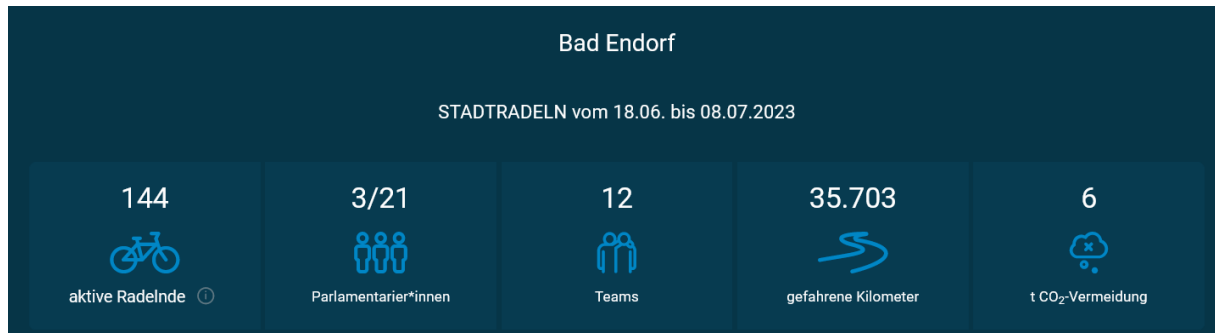 Bad Endorf
STADTRADELN vom 18.06. bis 08.07.2023
144
3/21
12
35.703
6
aktive Radelnde
Parlamentarier*innen
Teams
gefahrene Kilometer
t CO₂-Vermeidung